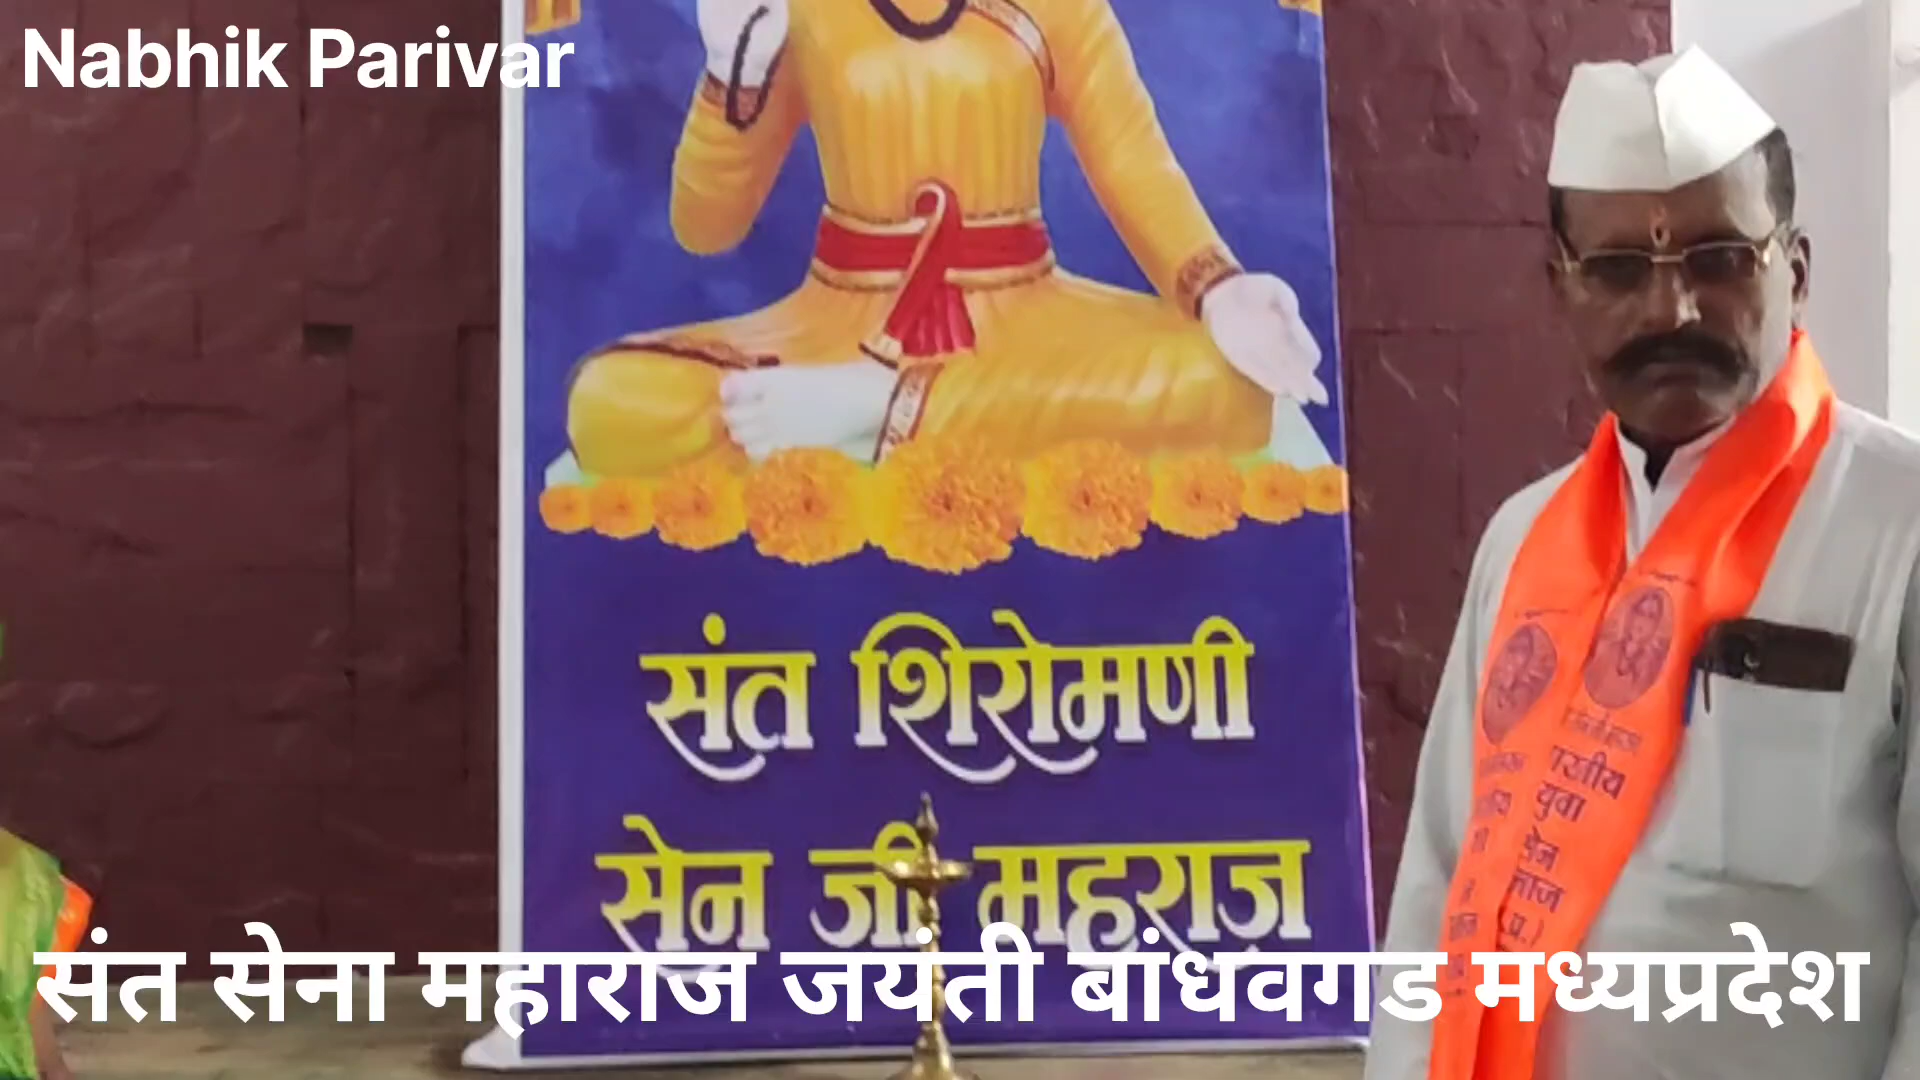 Nabhik Parivar
संत शिरोमणी
सेन जी महाराज
युवा
सेन
संत सेना महाराज जयंती बांधवगड मध्यप्रदेश